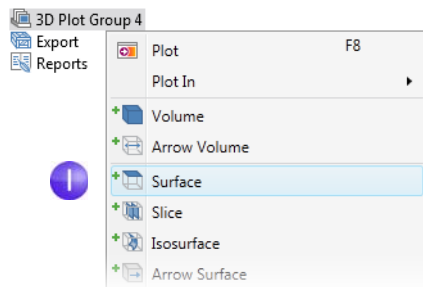 3D Plot Group 4
Export
Reports
Plot F8
Plot In
Volume
Arrow Volume
Surface
Slice
Isosurface
Arrow Surface